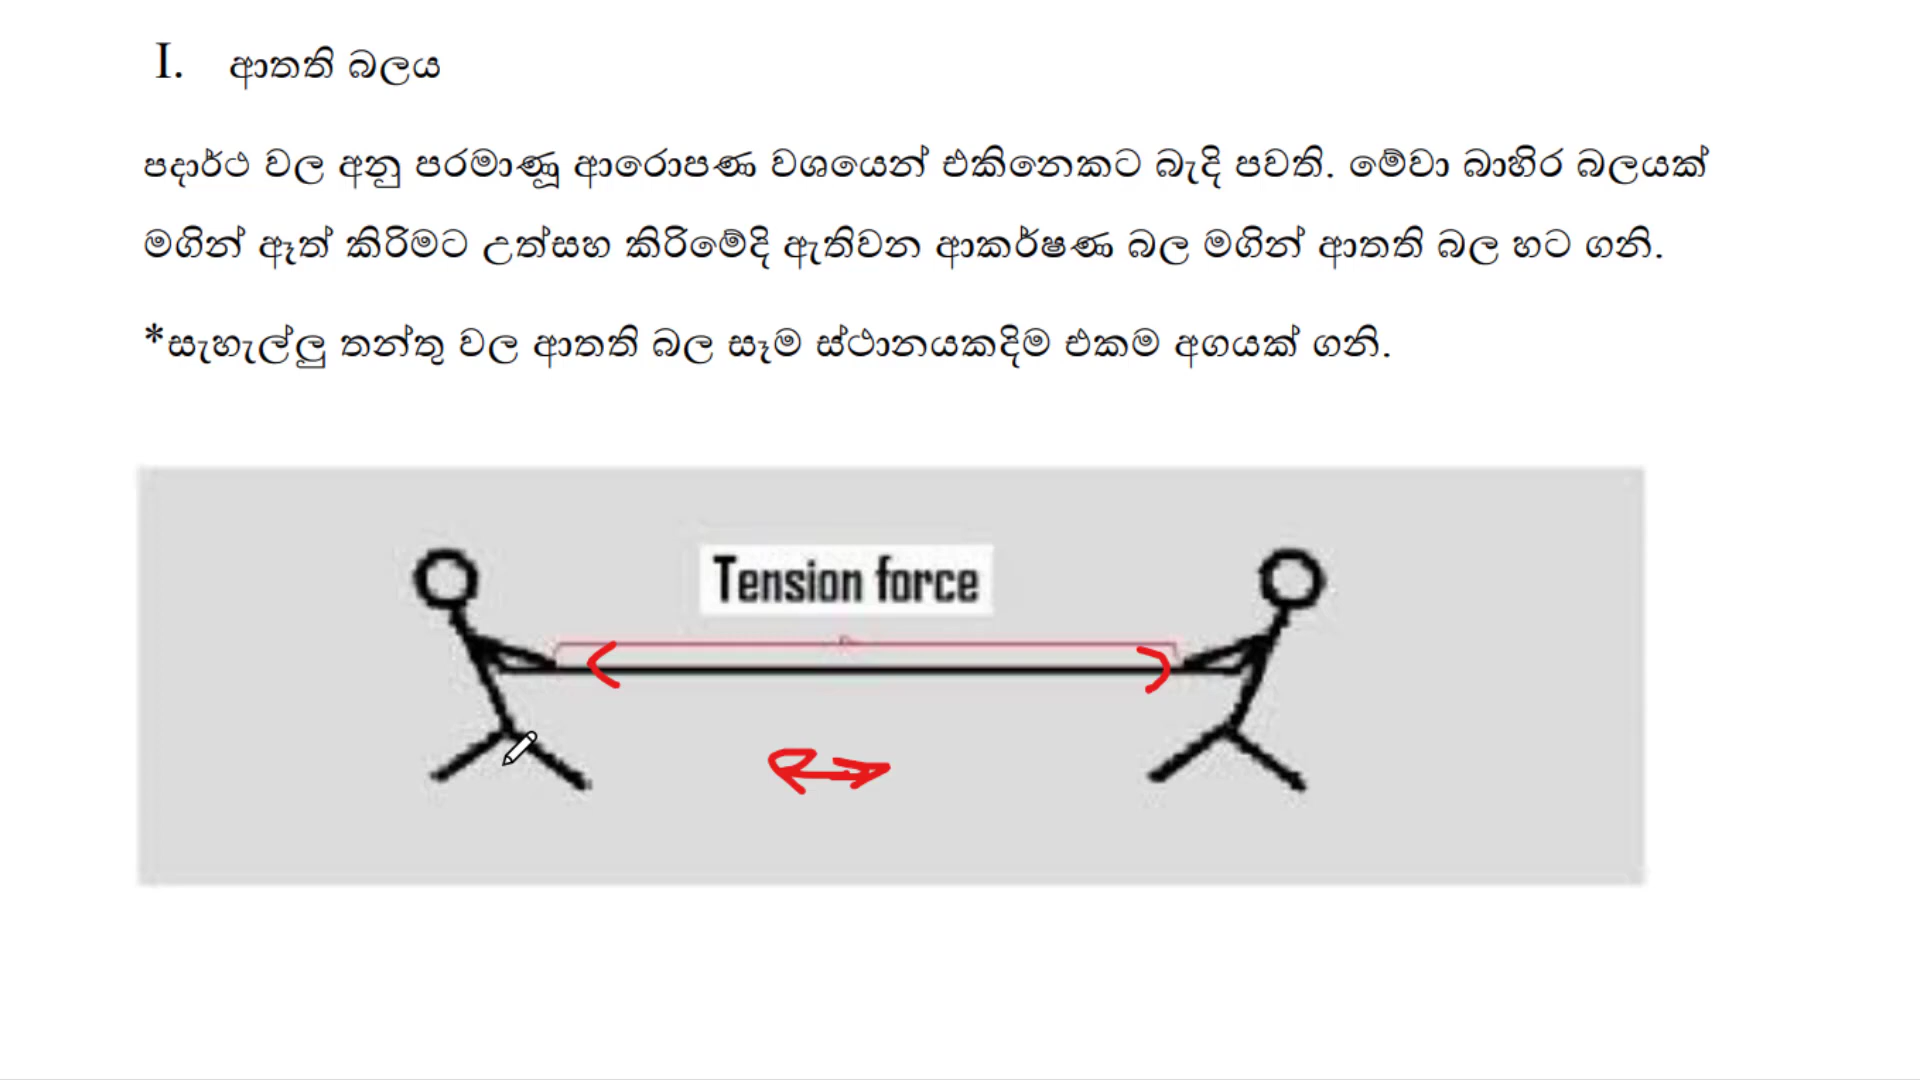 I. ආතති බලය
පදාර්ථ වල අනු පරමාණූ ආරොපණ වශයෙන් එකිනෙකට බැදි පවති. මේවා බාහිර බලයක්
මගින් ඈත් කිරිමට උත්සහ කිරිමේදි ඇතිවන ආකර්ෂණ බල මගින් ආතති බල හට ගනි.
*සැහැල්ලු තන්තු වල ආතති බල සෑම ස්ථානයකදිම එකම අගයක් ගනි.
Tension force